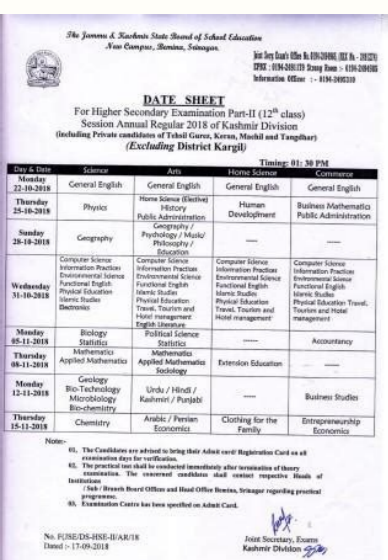 The Jammu & Kashmir State Board of School Education
New Campus, Bemina, Srinagar.
Information Officer : - 0194-2491319
DATE SHEET
For Higher Secondary Examination Part-II (12th class)
Session Annual Regular 2018 of Kashmir Division
(including Private candidates of Tehsil Gurez, Keran, Machil and Tangdhar)
(Excluding District Kargil)
Timing: 01: 30 PM
Day & Date Science Arts Home Science Commerce
Monday
22-10-2018
General English General English General English General English
Thursday
25-10-2018
Physics
Home Science (Elective)
History
Public Administration
Human
Development
Business Mathematics
Public Administration
Sunday
28-10-2018
Geography
Geography /
Psychology / Music/
Philosophy /
Education
-----
-----
Wednesday
31-10-2018
Computer Science
Information Practices
Environmental Science
Functional English
Physical Education
Islamic Studies
Electronics
Computer Science
Information Practices
Environmental Science
Functional English
Islamic Studies
Physical Education
Travel, Tourism and
Hotel management
English Literature
Computer Science
Information Practices
Environmental Science
Functional English
Islamic Studies
Physical Education
Travel, Tourism and
Hotel management
Computer Science
Information Practices
Environmental Science
Functional English
Islamic Studies
Physical Education Travel,
Tourism and Hotel
management
Monday
05-11-2018
Biology
Statistics
Political Science
Statistics
------
Accountancy
Thursday
08-11-2018
Mathematics
Applied Mathematics
Mathematics
Applied Mathematics
Sociology
Extension Education
------
Monday
12-11-2018
Geology
Bio-Technology
Microbiology
Bio-chemistry
Urdu / Hindi /
Kashmiri / Punjabi
----
Business Studies
Thursday
15-11-2018
Chemistry
Arabic / Persian
Economics
Clothing for the
Family
Entrepreneurship
Economics
Note:-
01, The Candidates are advised to bring their Admit card/ Registration Card on all
examination days for verification.
02. The practical test shall be conducted immediately after termination of theory
examination. The concerned candidates shall contact respective Heads of
Institutions
/ Sub / Branch Board Offices and Head Office Bemina, Srinagar regarding practical
programme.
03. Examination Centre has been specified on Admit Card.
No. F(JSE/DS-HSE-II/AR/18
Dated :- 17-09-2018
Joint Secretary, Exams
Kashmir Division